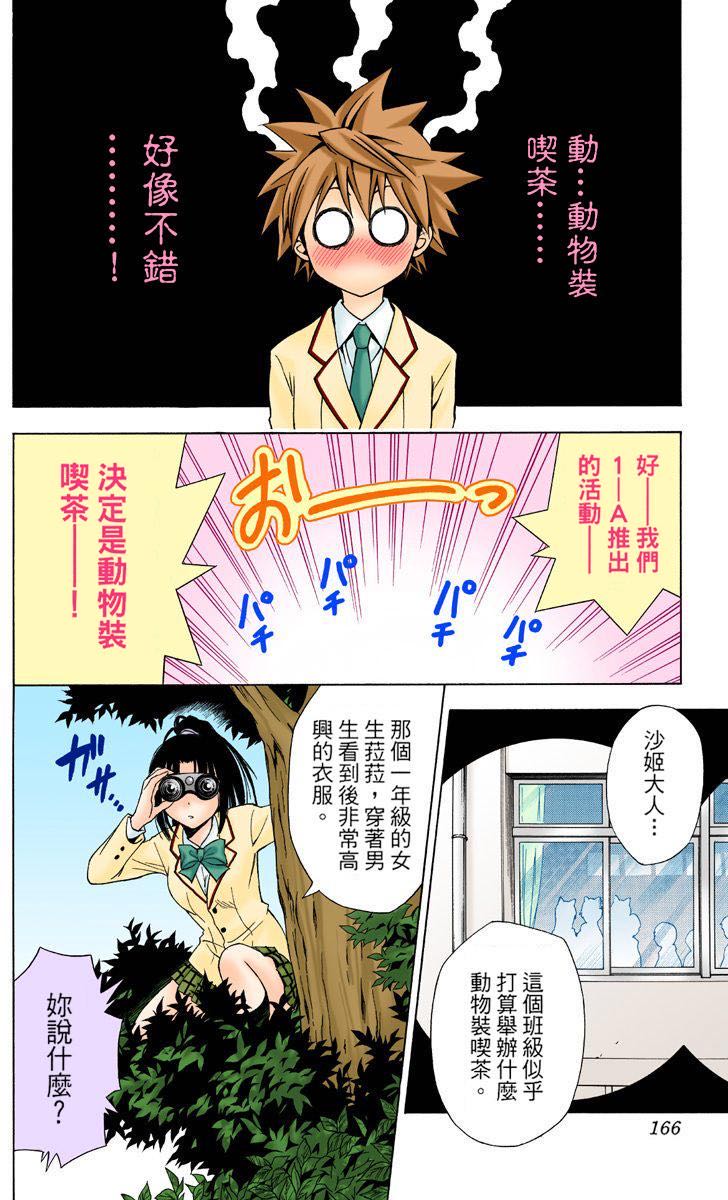 動…動物裝
喫茶……
好像不錯
…………！
好——我們
1—A推出
的活動——
おーーっ
パチ
パチ
パチ
パチ
決定是動物裝
喫茶——！
沙姬大人…
這個班級似乎
打算舉辦什麼
動物裝喫茶。
那個一年級的女
生菈菈，穿著男
生看到後非常高
興的衣服。
ガサ…
妳說什麼？
166